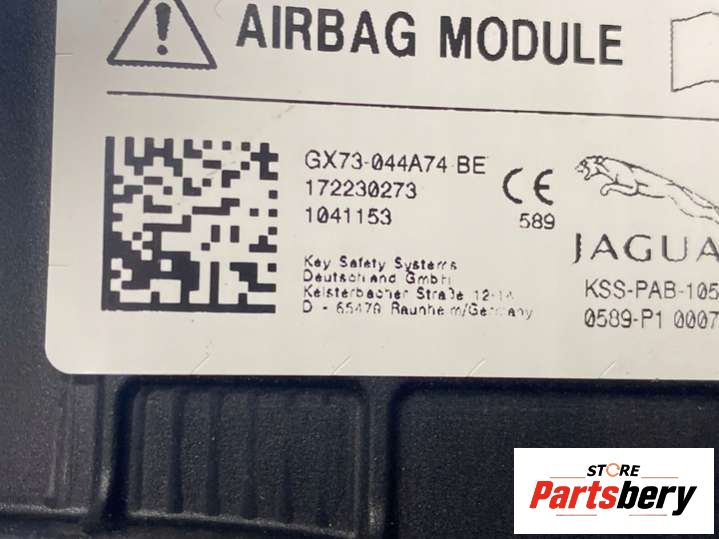 AIRBAG MODULE
GX73-044A74 BE
172230273
1041153
CE
589
JAGUA
Key Safety Systems
Deutschland GmbH
Kelsterbacher Straße 12-14
D - 65479 Raunheim/Germany
KSS-PAB-105
0589-P1 0007
STORE
Partsbery